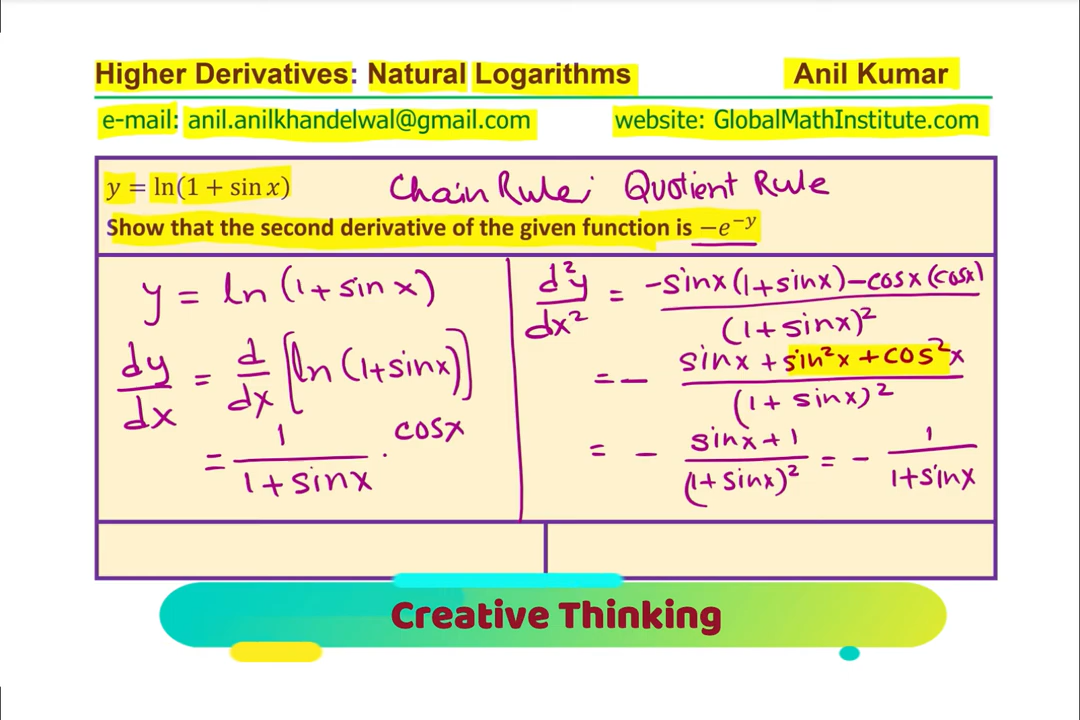 Higher Derivatives: Natural Logarithms Anil Kumar
e-mail: anil.anilkhandelwal@gmail.com website: GlobalMathInstitute.com
y = ln(1 + sin x) Chain Rule; Quotient Rule
Show that the second derivative of the given function is −e^{−y}
y = ln (1+ sin x)
dy/dx = d/dx [ln (1+sinx)]
= 1/(1+sinx) · cosx
d²y/dx² = (-sinx(1+sinx)-cosx(cosx))/(1+sinx)²
= - (sinx + sin²x + cos²x)/(1+ sinx)²
= - (sinx+1)/(1+ sinx)² = - 1/(1+sinx)
Creative Thinking